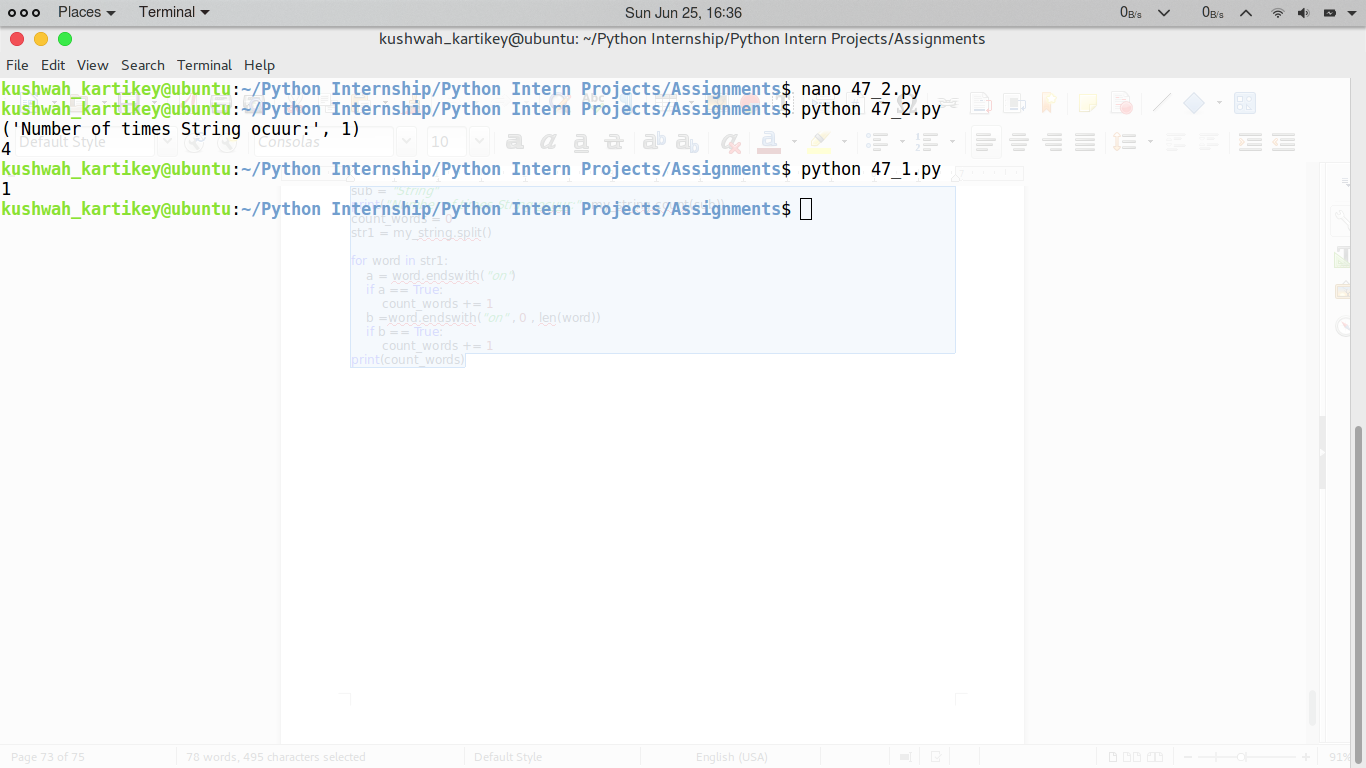 Places Terminal Sun Jun 25, 16:36 0B/s 0B/s
kushwah_kartikey@ubuntu: ~/Python Internship/Python Intern Projects/Assignments
File Edit View Search Terminal Help
kushwah_kartikey@ubuntu:~/Python Internship/Python Intern Projects/Assignments$ nano 47_2.py
kushwah_kartikey@ubuntu:~/Python Internship/Python Intern Projects/Assignments$ python 47_2.py
('Number of times String ocuur:', 1)
Default Style Consolas 10
4
kushwah_kartikey@ubuntu:~/Python Internship/Python Intern Projects/Assignments$ python 47_1.py
1
sub = "String"
kushwah_kartikey@ubuntu:~/Python Internship/Python Intern Projects/Assignments$
count_words = 0
str1 = my_string.split()
for word in str1:
a = word.endswith("on")
if a == True:
count_words += 1
b =word.endswith("on" , 0 , len(word))
if b == True:
count_words += 1
print(count_words)
Page 73 of 75 78 words, 495 characters selected Default Style English (USA) 91%